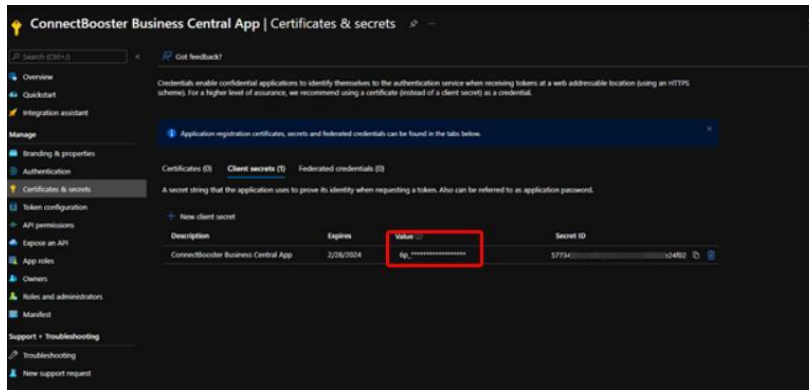 ConnectBooster Business Central App | Certificates & secrets
Search (Ctrl+/)
Got feedback?
Overview
Quickstart
Integration assistant
Manage
Branding & properties
Authentication
Certificates & secrets
Token configuration
API permissions
Expose an API
App roles
Owners
Roles and administrators
Manifest
Support + Troubleshooting
Troubleshooting
New support request
Credentials enable confidential applications to identify themselves to the authentication service when receiving tokens at a web addressable location (using an HTTPS
scheme). For a higher level of assurance, we recommend using a certificate (instead of a client secret) as a credential.
Application registration certificates, secrets and federated credentials can be found in the tabs below.
Certificates (0) Client secrets (1) Federated credentials (0)
A secret string that the application uses to prove its identity when requesting a token. Also can be referred to as application password.
New client secret
Description Expires Value Secret ID
ConnectBooster Business Central App 2/28/2024 6p_****************** 57734